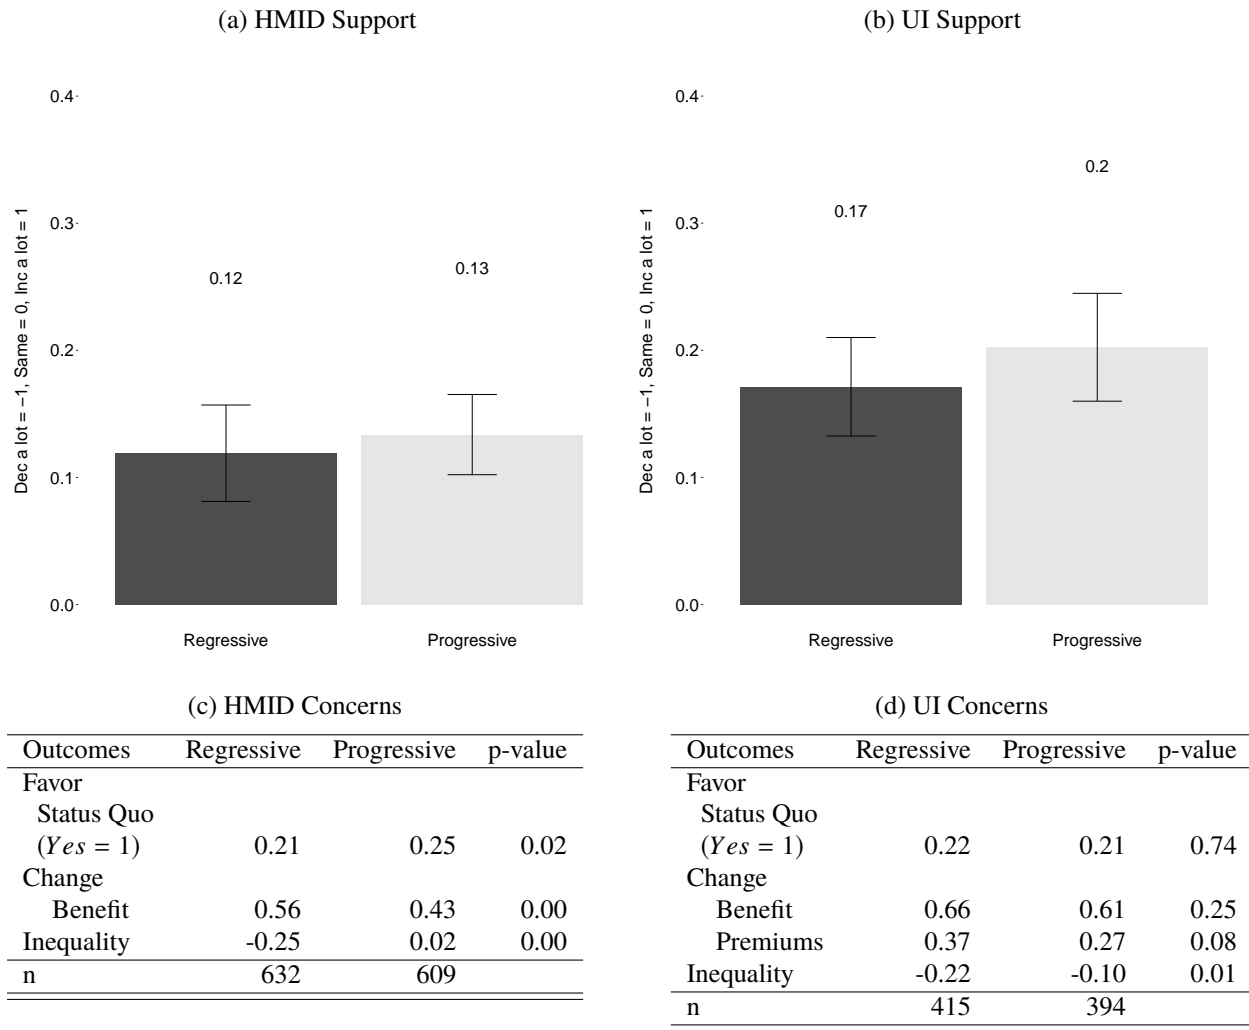 (a) HMID Support
Dec a lot = −1, Same = 0, Inc a lot = 1
0.4
0.3
0.2
0.1
0.0
0.12
0.13
Regressive Progressive
(b) UI Support
Dec a lot = −1, Same = 0, Inc a lot = 1
0.4
0.3
0.2
0.1
0.0
0.17
0.2
Regressive Progressive
(c) HMID Concerns
Outcomes Regressive Progressive p-value
Favor
Status Quo
(Yes = 1) 0.21 0.25 0.02
Change
Benefit 0.56 0.43 0.00
Inequality -0.25 0.02 0.00
n 632 609
(d) UI Concerns
Outcomes Regressive Progressive p-value
Favor
Status Quo
(Yes = 1) 0.22 0.21 0.74
Change
Benefit 0.66 0.61 0.25
Premiums 0.37 0.27 0.08
Inequality -0.22 -0.10 0.01
n 415 394